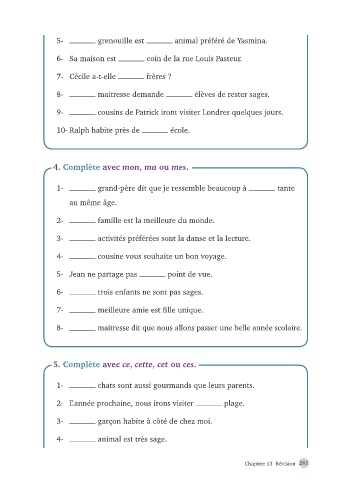 5- ______ grenouille est ______ animal préféré de Yasmina.
6- Sa maison est ______ coin de la rue Louis Pasteur.
7- Cécile a-t-elle ______ frères ?
8- ______ maitresse demande ______ élèves de rester sages.
9- ______ cousins de Patrick iront visiter Londres quelques jours.
10- Ralph habite près de ______ école.
4. Complète avec mon, ma ou mes.
1- ______ grand-père dit que je ressemble beaucoup à ______ tante
au même âge.
2- ______ famille est la meilleure du monde.
3- ______ activités préférées sont la danse et la lecture.
4- ______ cousine vous souhaite un bon voyage.
5- Jean ne partage pas ______ point de vue.
6- ______ trois enfants ne sont pas sages.
7- ______ meilleure amie est fille unique.
8- ______ maitresse dit que nous allons passer une belle année scolaire.
5. Complète avec ce, cette, cet ou ces.
1- ______ chats sont aussi gourmands que leurs parents.
2- L'année prochaine, nous irons visiter ______ plage.
3- ______ garçon habite à côté de chez moi.
4- ______ animal est très sage.